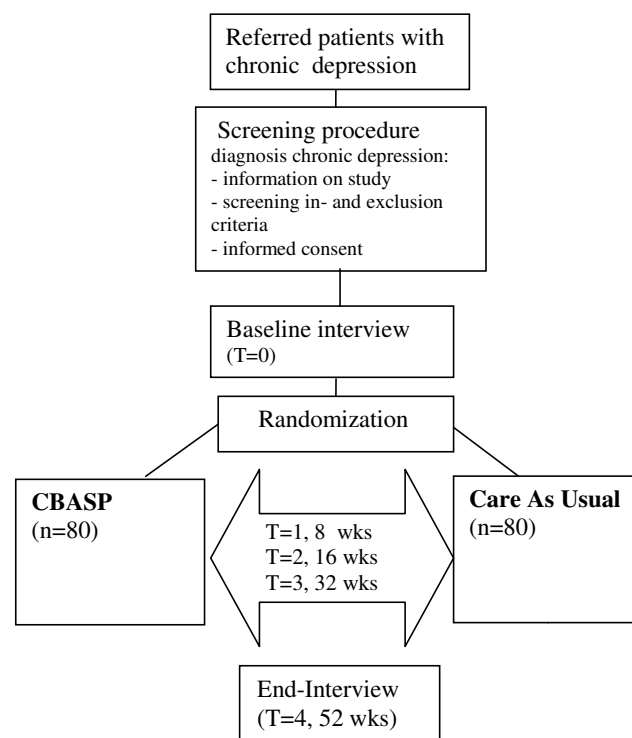 Referred patients with
chronic depression
Screening procedure
diagnosis chronic depression:
- information on study
- screening in- and exclusion
criteria
- informed consent
Baseline interview
(T=0)
Randomization
CBASP
(n=80)
T=1, 8 wks
T=2, 16 wks
T=3, 32 wks
Care As Usual
(n=80)
End-Interview
(T=4, 52 wks)